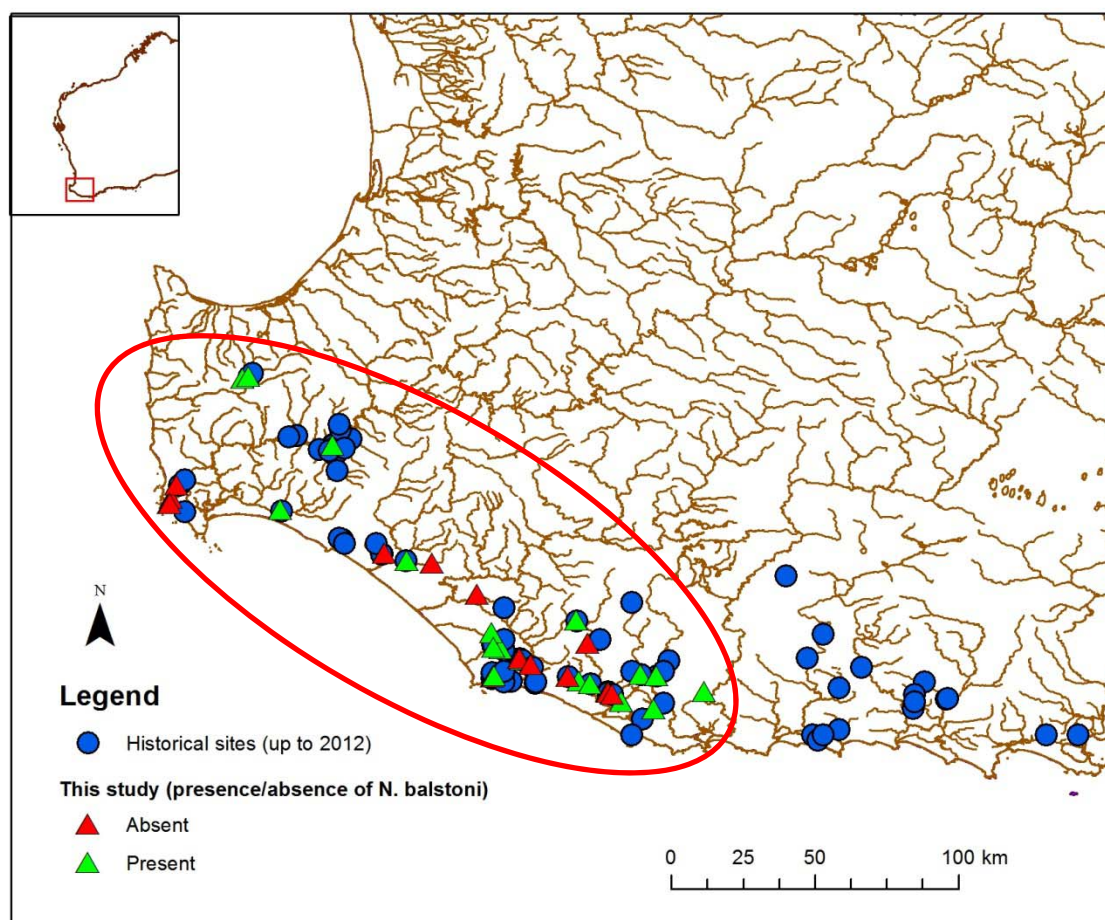 N
Legend
Historical sites (up to 2012)
This study (presence/absence of N. balstoni)
Absent
Present
0 25 50 100 km